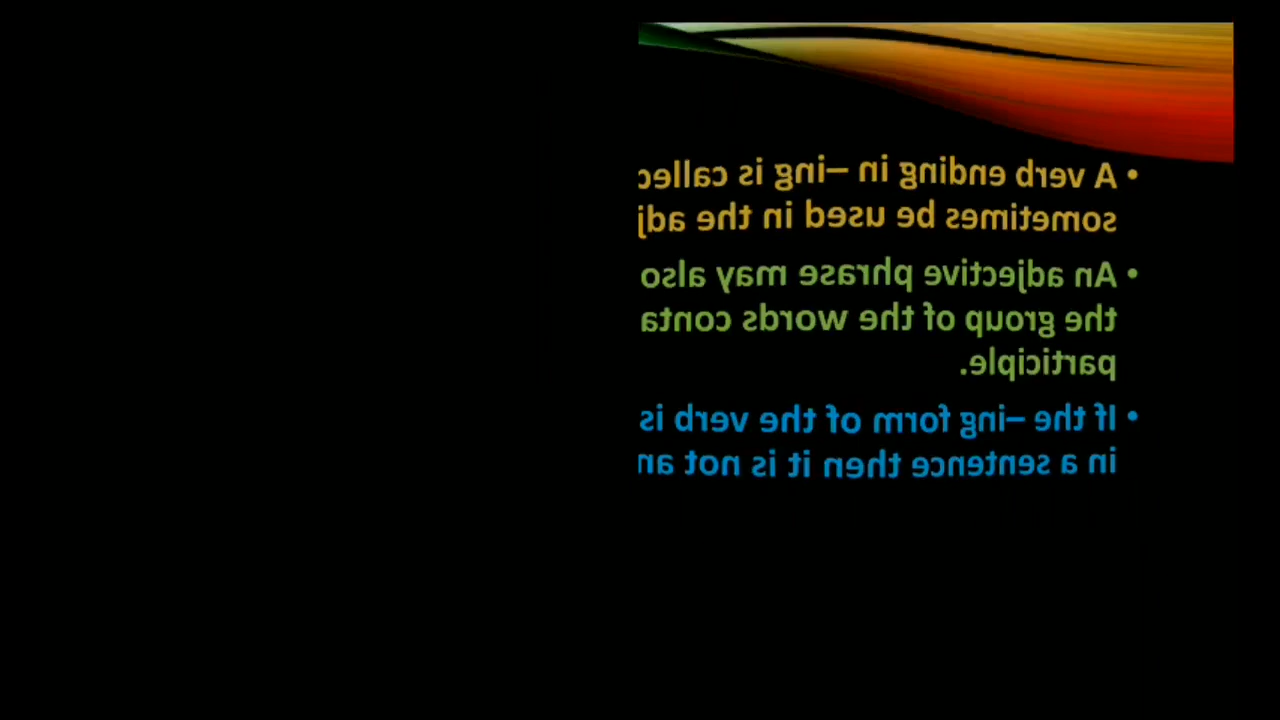 • A verb ending in –ing is called
sometimes be used in the adj
• An adjective phrase may also
the group of the words conta
participle.
• If the –ing form of the verb is
in a sentence then it is not an